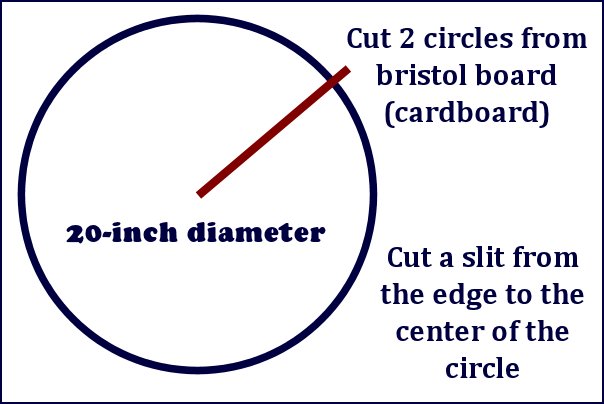 Cut 2 circles from
bristol board
(cardboard)
20-inch diameter
Cut a slit from
the edge to the
center of the
circle